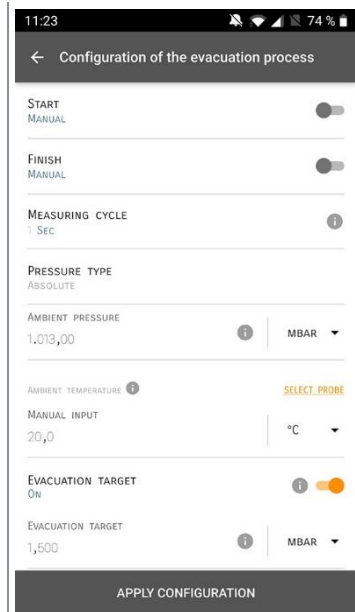 11:23
74 %
Configuration of the evacuation process
START
MANUAL
FINISH
MANUAL
MEASURING CYCLE
1 SEC
PRESSURE TYPE
ABSOLUTE
AMBIENT PRESSURE
1.013,00
MBAR
AMBIENT TEMPERATURE
SELECT PROBE
MANUAL INPUT
20,0
°C
EVACUATION TARGET
ON
EVACUATION TARGET
1,500
MBAR
APPLY CONFIGURATION